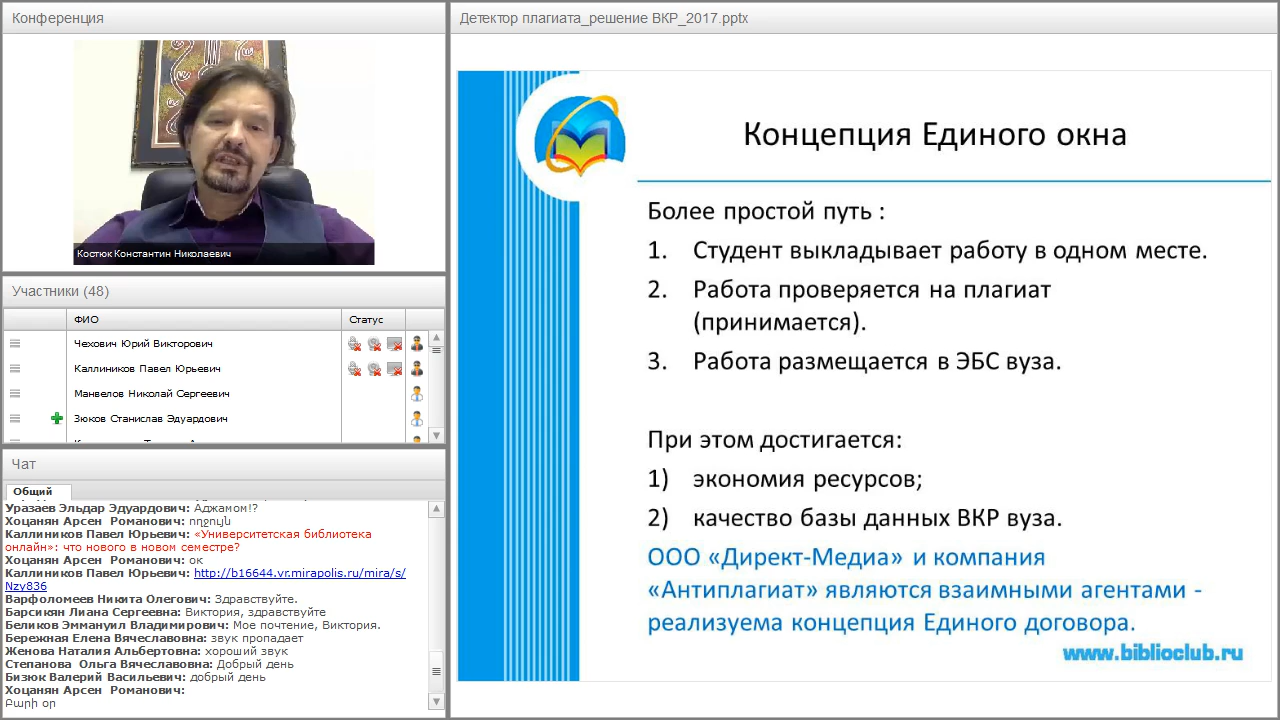 Конференция
Костюк Константин Николаевич
Участники (48)
ФИО Статус
Чехович Юрий Викторович
Каллиников Павел Юрьевич
Манвелов Николай Сергеевич
Зюков Станислав Эдуардович
Чат
Общий
Уразаев Эльдар Эдуардович: Аджамом!?
Хоцанян Арсен Романович: ողջույն
Каллиников Павел Юрьевич: «Университетская библиотека
онлайн»: что нового в новом семестре?
Хоцанян Арсен Романович: ок
Каллиников Павел Юрьевич: http://b16644.vr.mirapolis.ru/mira/s/
Nzy836
Варфоломеев Никита Олегович: Здравствуйте.
Барсикян Лиана Сергеевна: Виктория, здравствуйте
Беликов Эммануил Владимирович: Мое почтение, Виктория.
Бережная Елена Вячеславовна: звук пропадает
Женова Наталия Альбертовна: хороший звук
Степанова Ольга Вячеславовна: Добрый день
Бизюк Валерий Васильевич: добрый день
Хоцанян Арсен Романович:
Բարի օր
Детектор плагиата_решение ВКР_2017.pptx
Концепция Единого окна
Более простой путь :
1. Студент выкладывает работу в одном месте.
2. Работа проверяется на плагиат
(принимается).
3. Работа размещается в ЭБС вуза.
При этом достигается:
1) экономия ресурсов;
2) качество базы данных ВКР вуза.
ООО «Директ-Медиа» и компания
«Антиплагиат» являются взаимными агентами -
реализуема концепция Единого договора.
www.biblioclub.ru